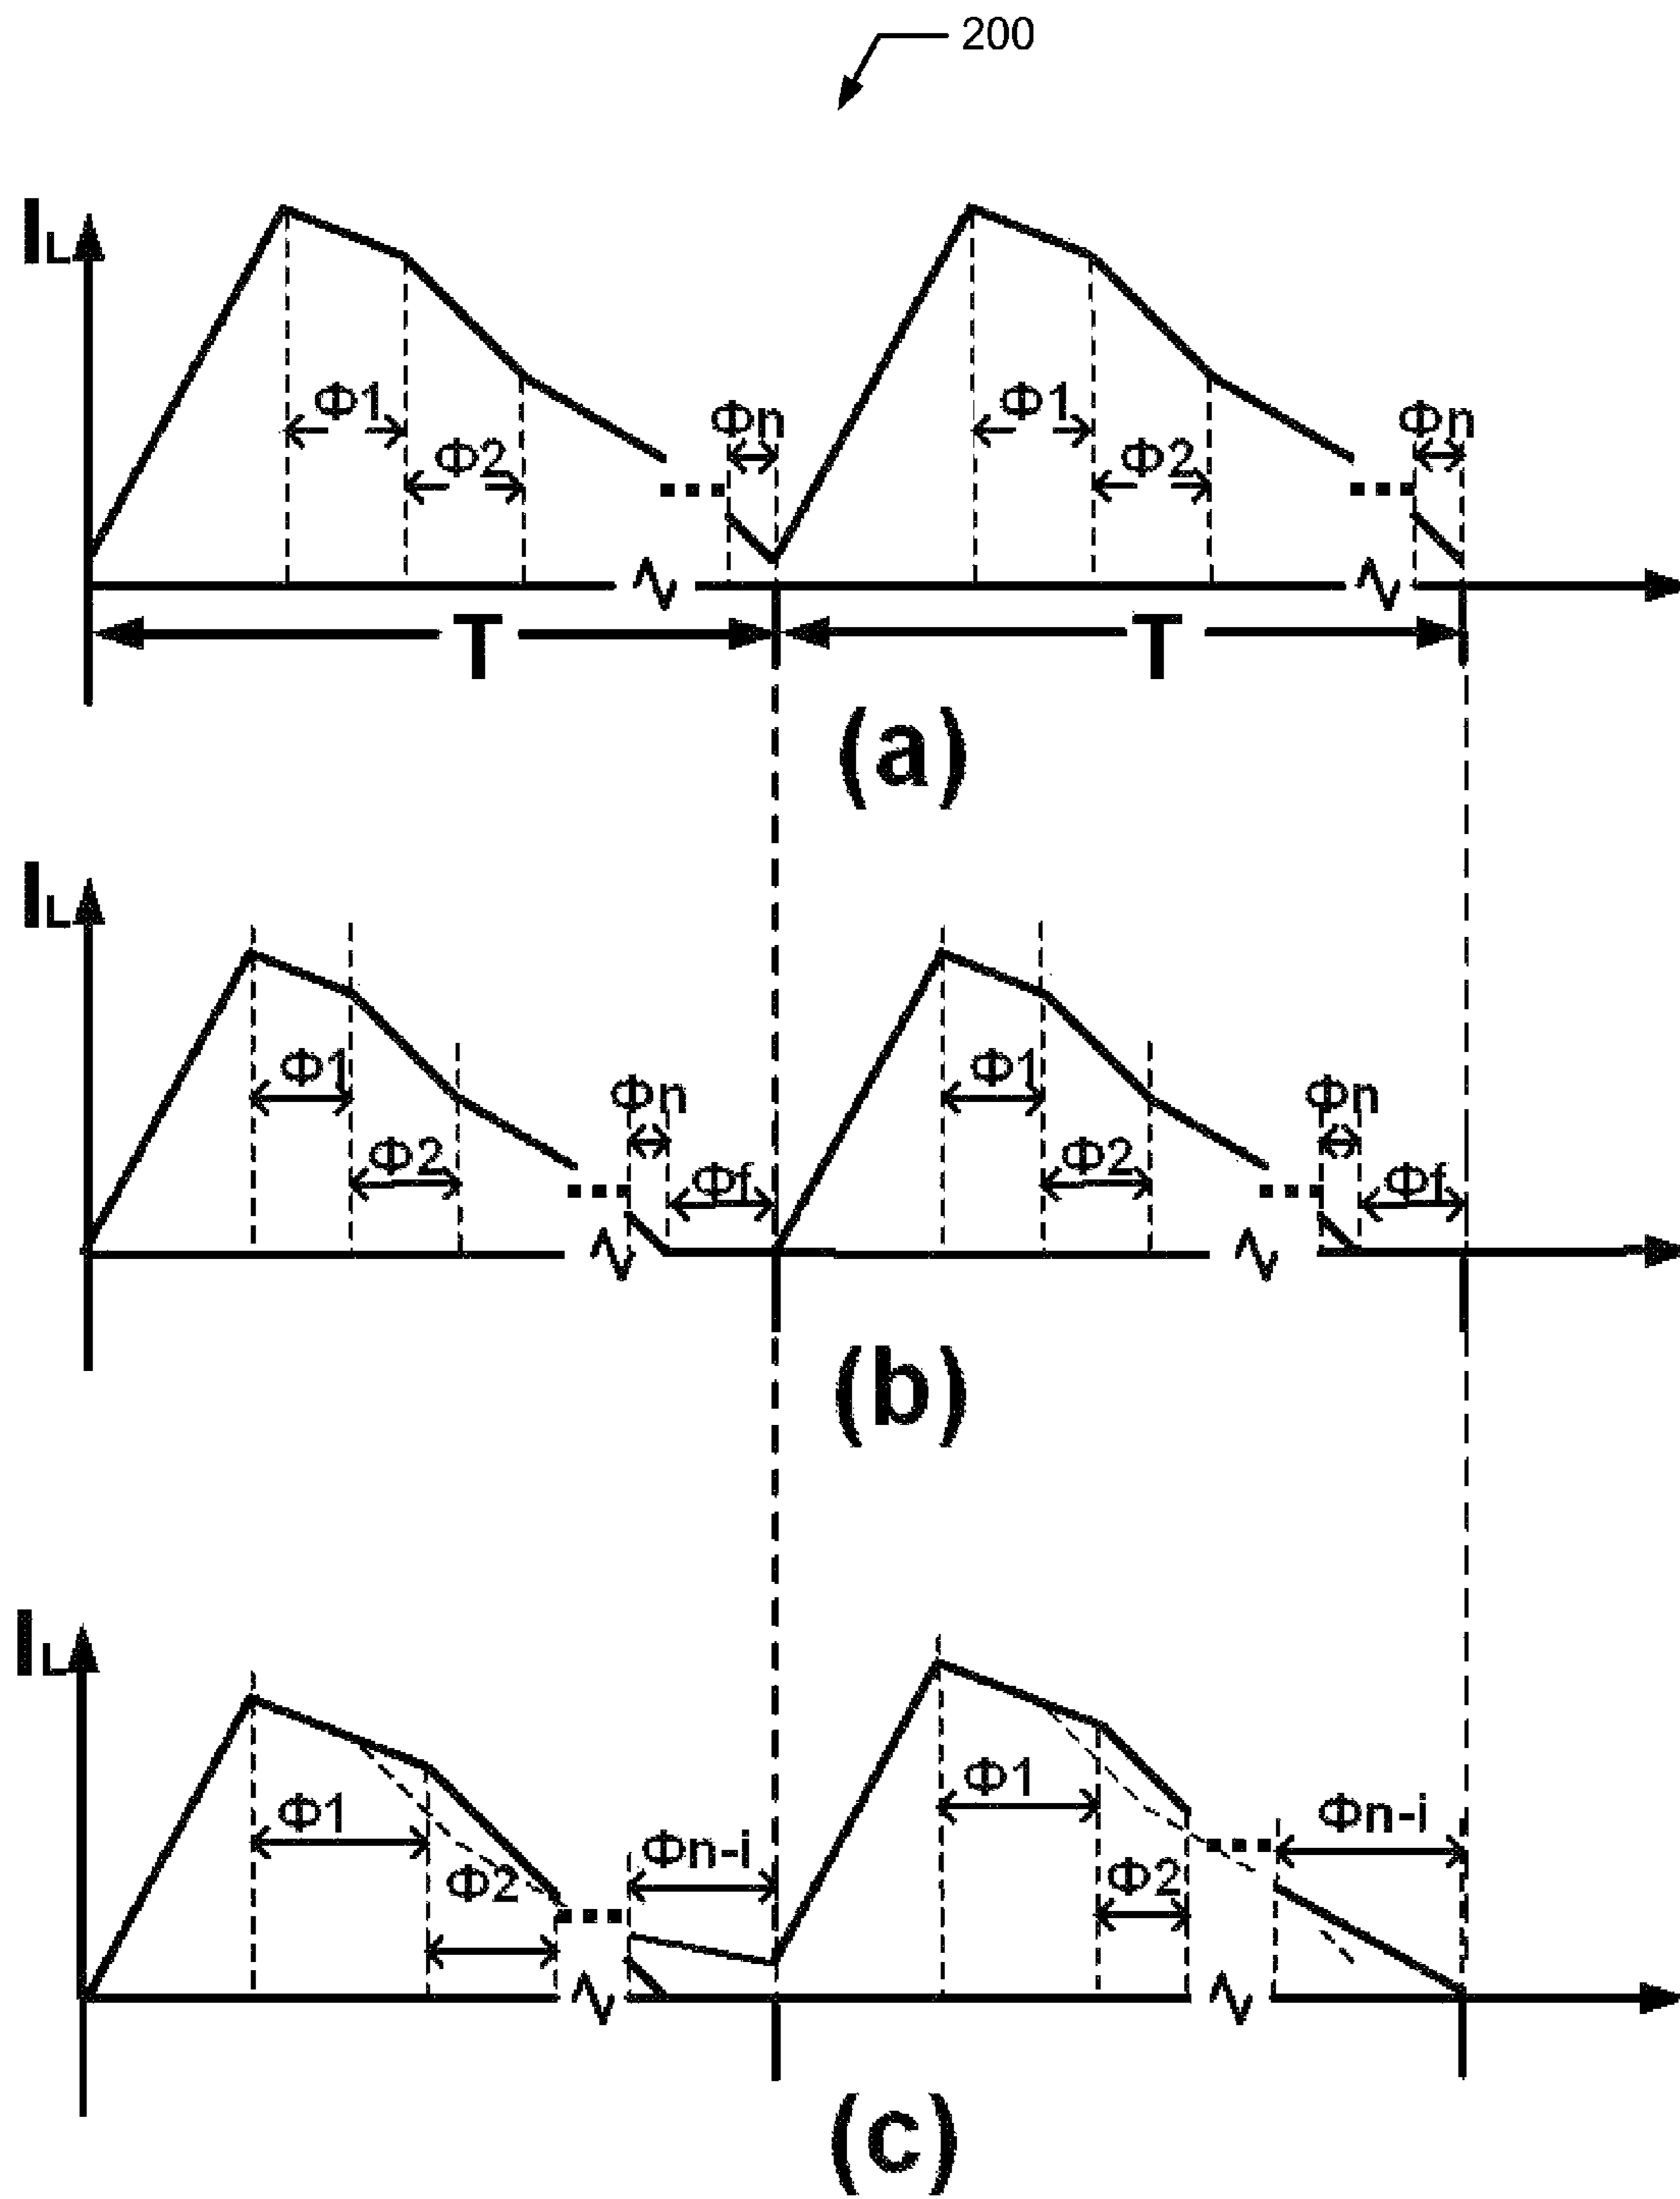 200
IL
Φ1 Φn Φ1 Φn
Φ2 Φ2
T T
(a)
IL
Φ1 Φn Φ1 Φn
Φ2 Φf Φ2 Φf
(b)
IL
Φ1 Φn-i Φ1 Φn-i
Φ2 Φ2
(c)